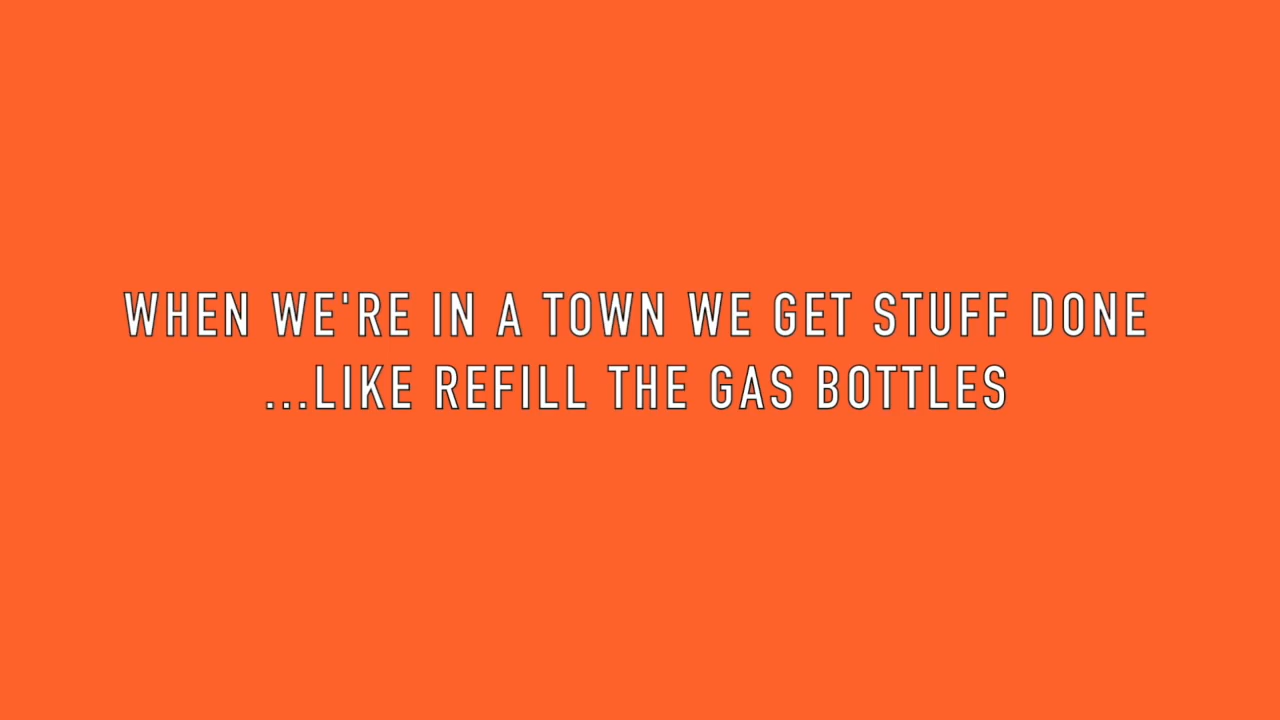 WHEN WE'RE IN A TOWN WE GET STUFF DONE
...LIKE REFILL THE GAS BOTTLES